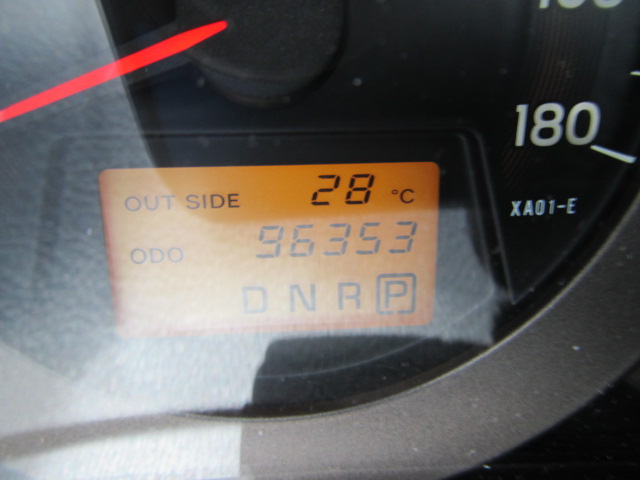 180
XA01-E
OUT SIDE 28 °C
ODO 96353
D N R P